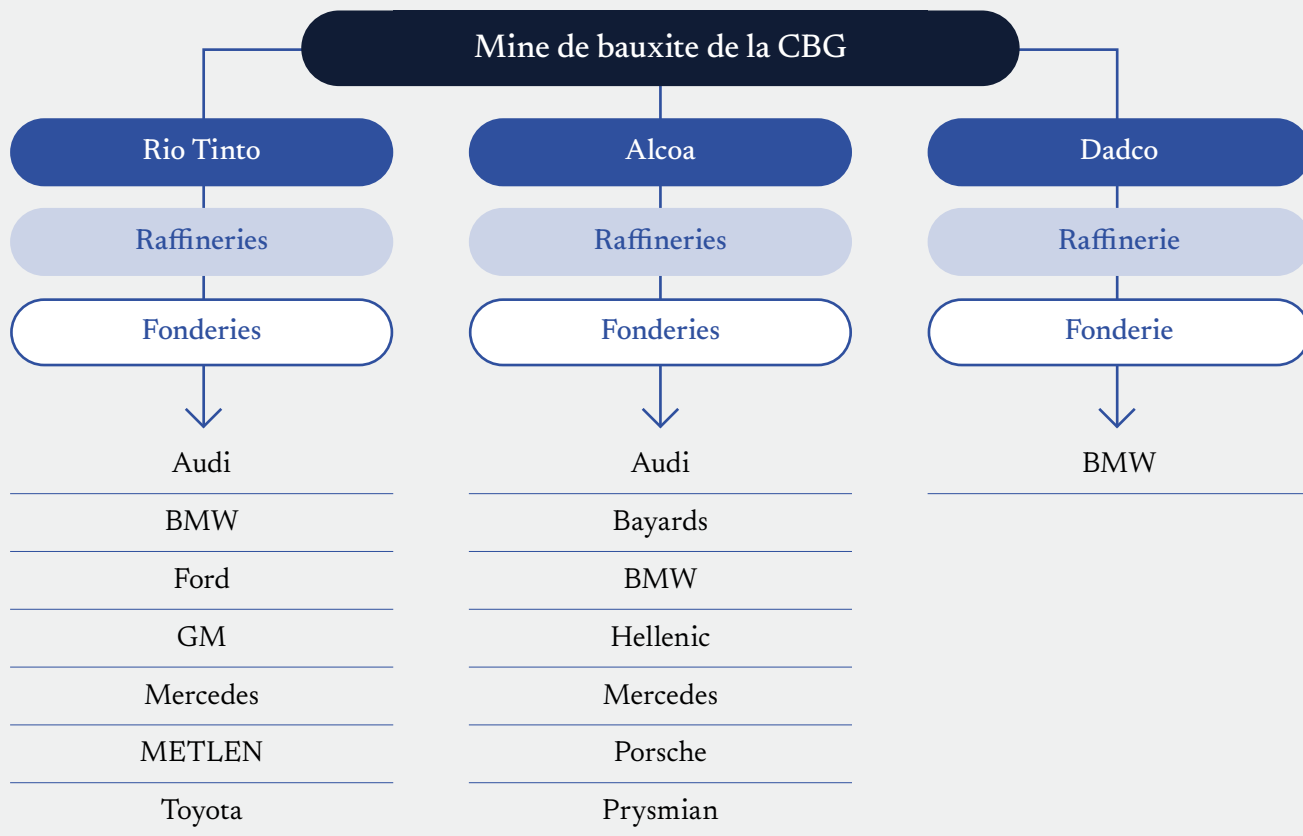 Mine de bauxite de la CBG
Rio Tinto
Raffineries
Fonderies
Audi
BMW
Ford
GM
Mercedes
METLEN
Toyota
Alcoa
Raffineries
Fonderies
Audi
Bayards
BMW
Hellenic
Mercedes
Porsche
Prysmian
Dadco
Raffinerie
Fonderie
BMW